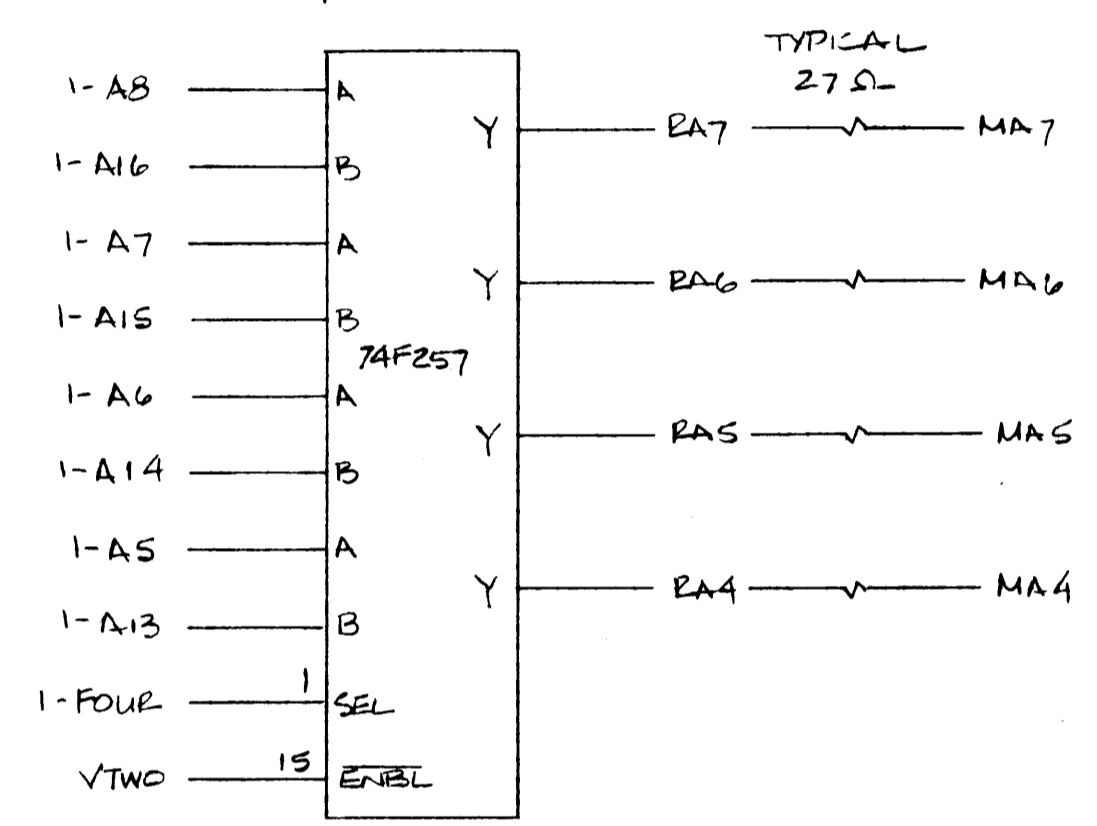 TYPICAL
27 Ω
1-A8 A
Y RA7 MA7
1-A16 B
1-A7 A
Y RA6 MA6
1-A15 B
74F257
1-A6 A
Y RA5 MA5
1-A14 B
1-A5 A
Y RA4 MA4
1-A13 B
1-FOUR 1 SEL
VTWO 15 ENBL